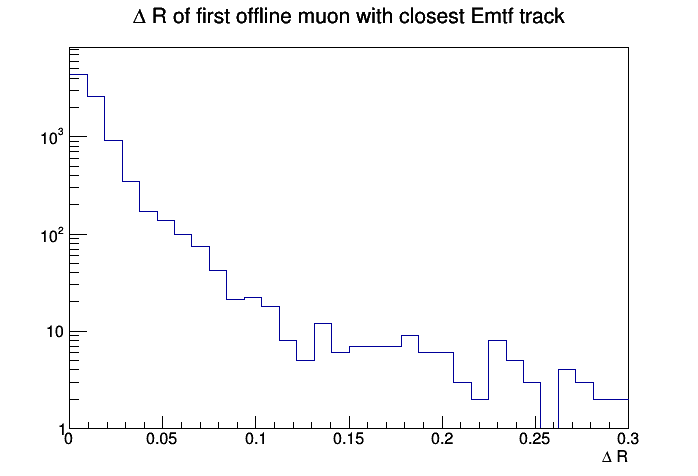 Δ R of first offline muon with closest Emtf track
10³
10²
10
1
0 0.05 0.1 0.15 0.2 0.25 0.3
Δ R